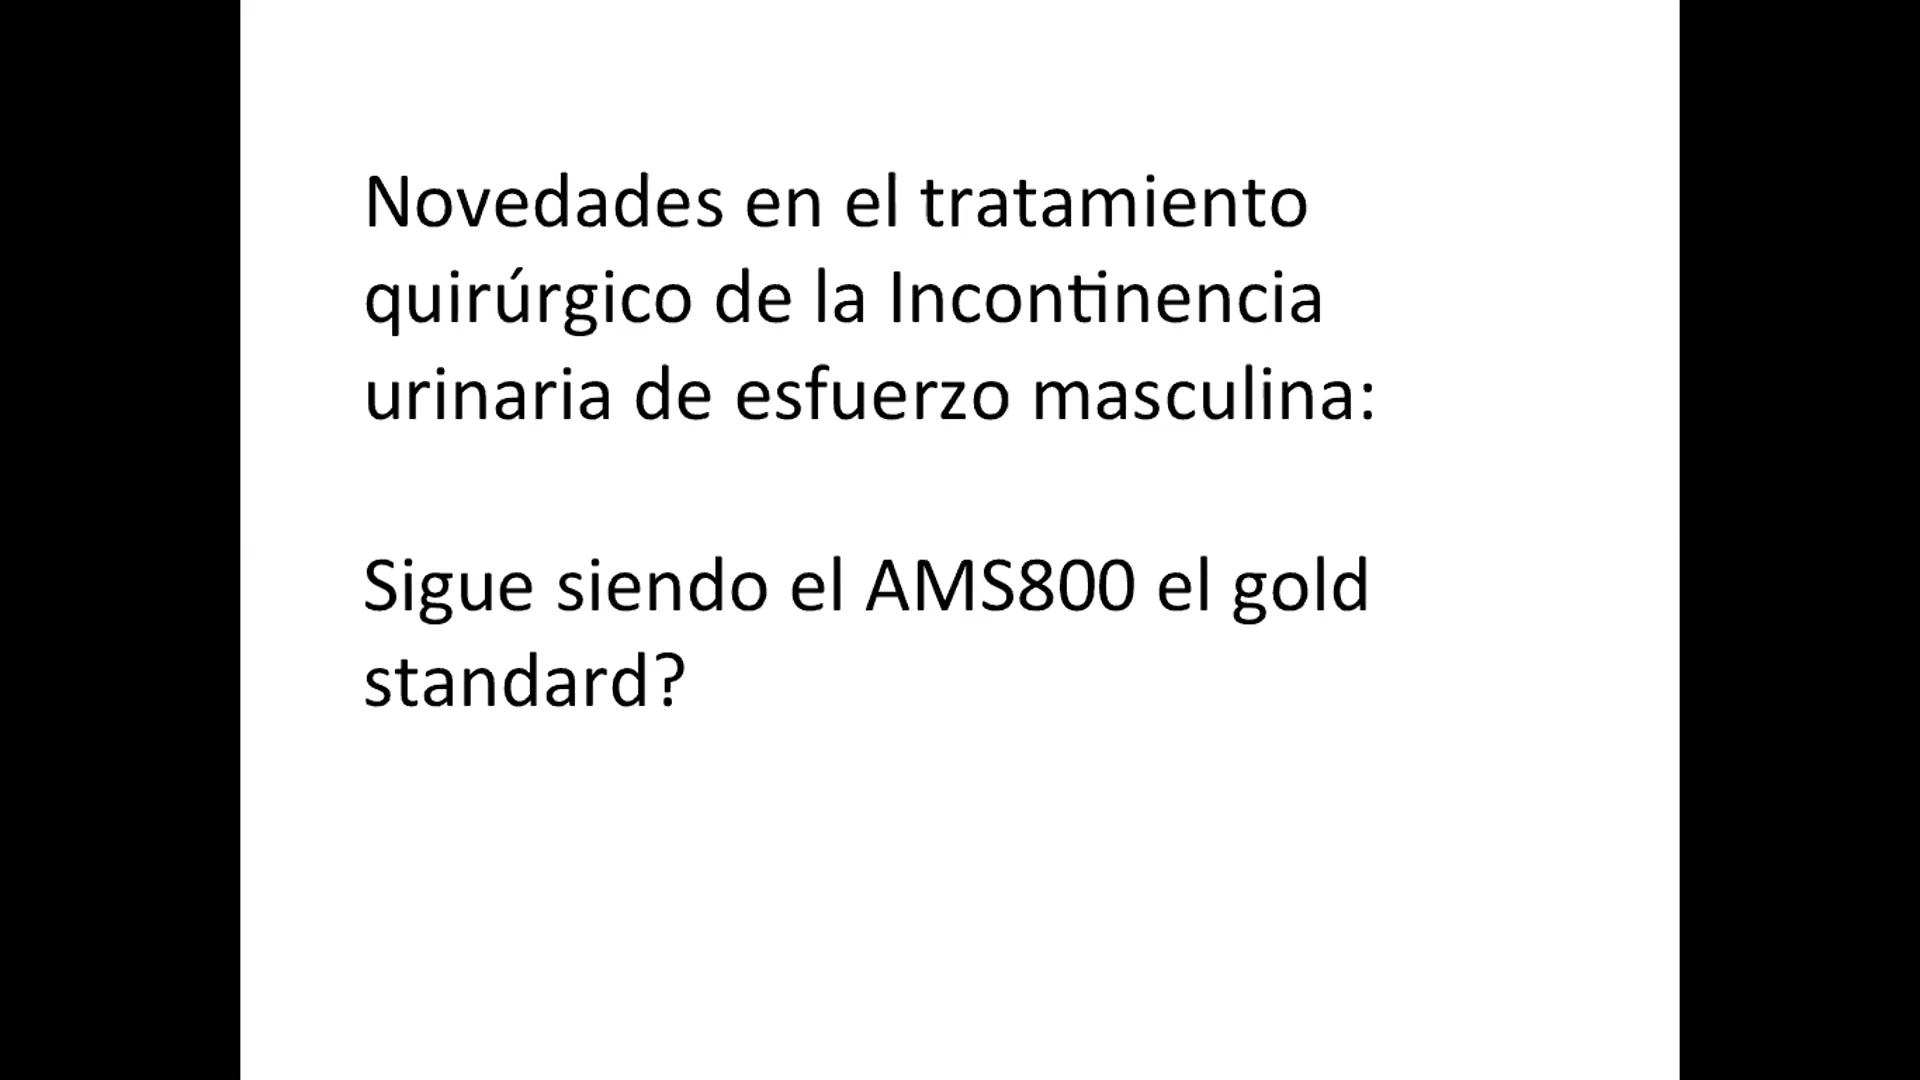 Novedades en el tratamiento
quirúrgico de la Incontinencia
urinaria de esfuerzo masculina:
Sigue siendo el AMS800 el gold
standard?